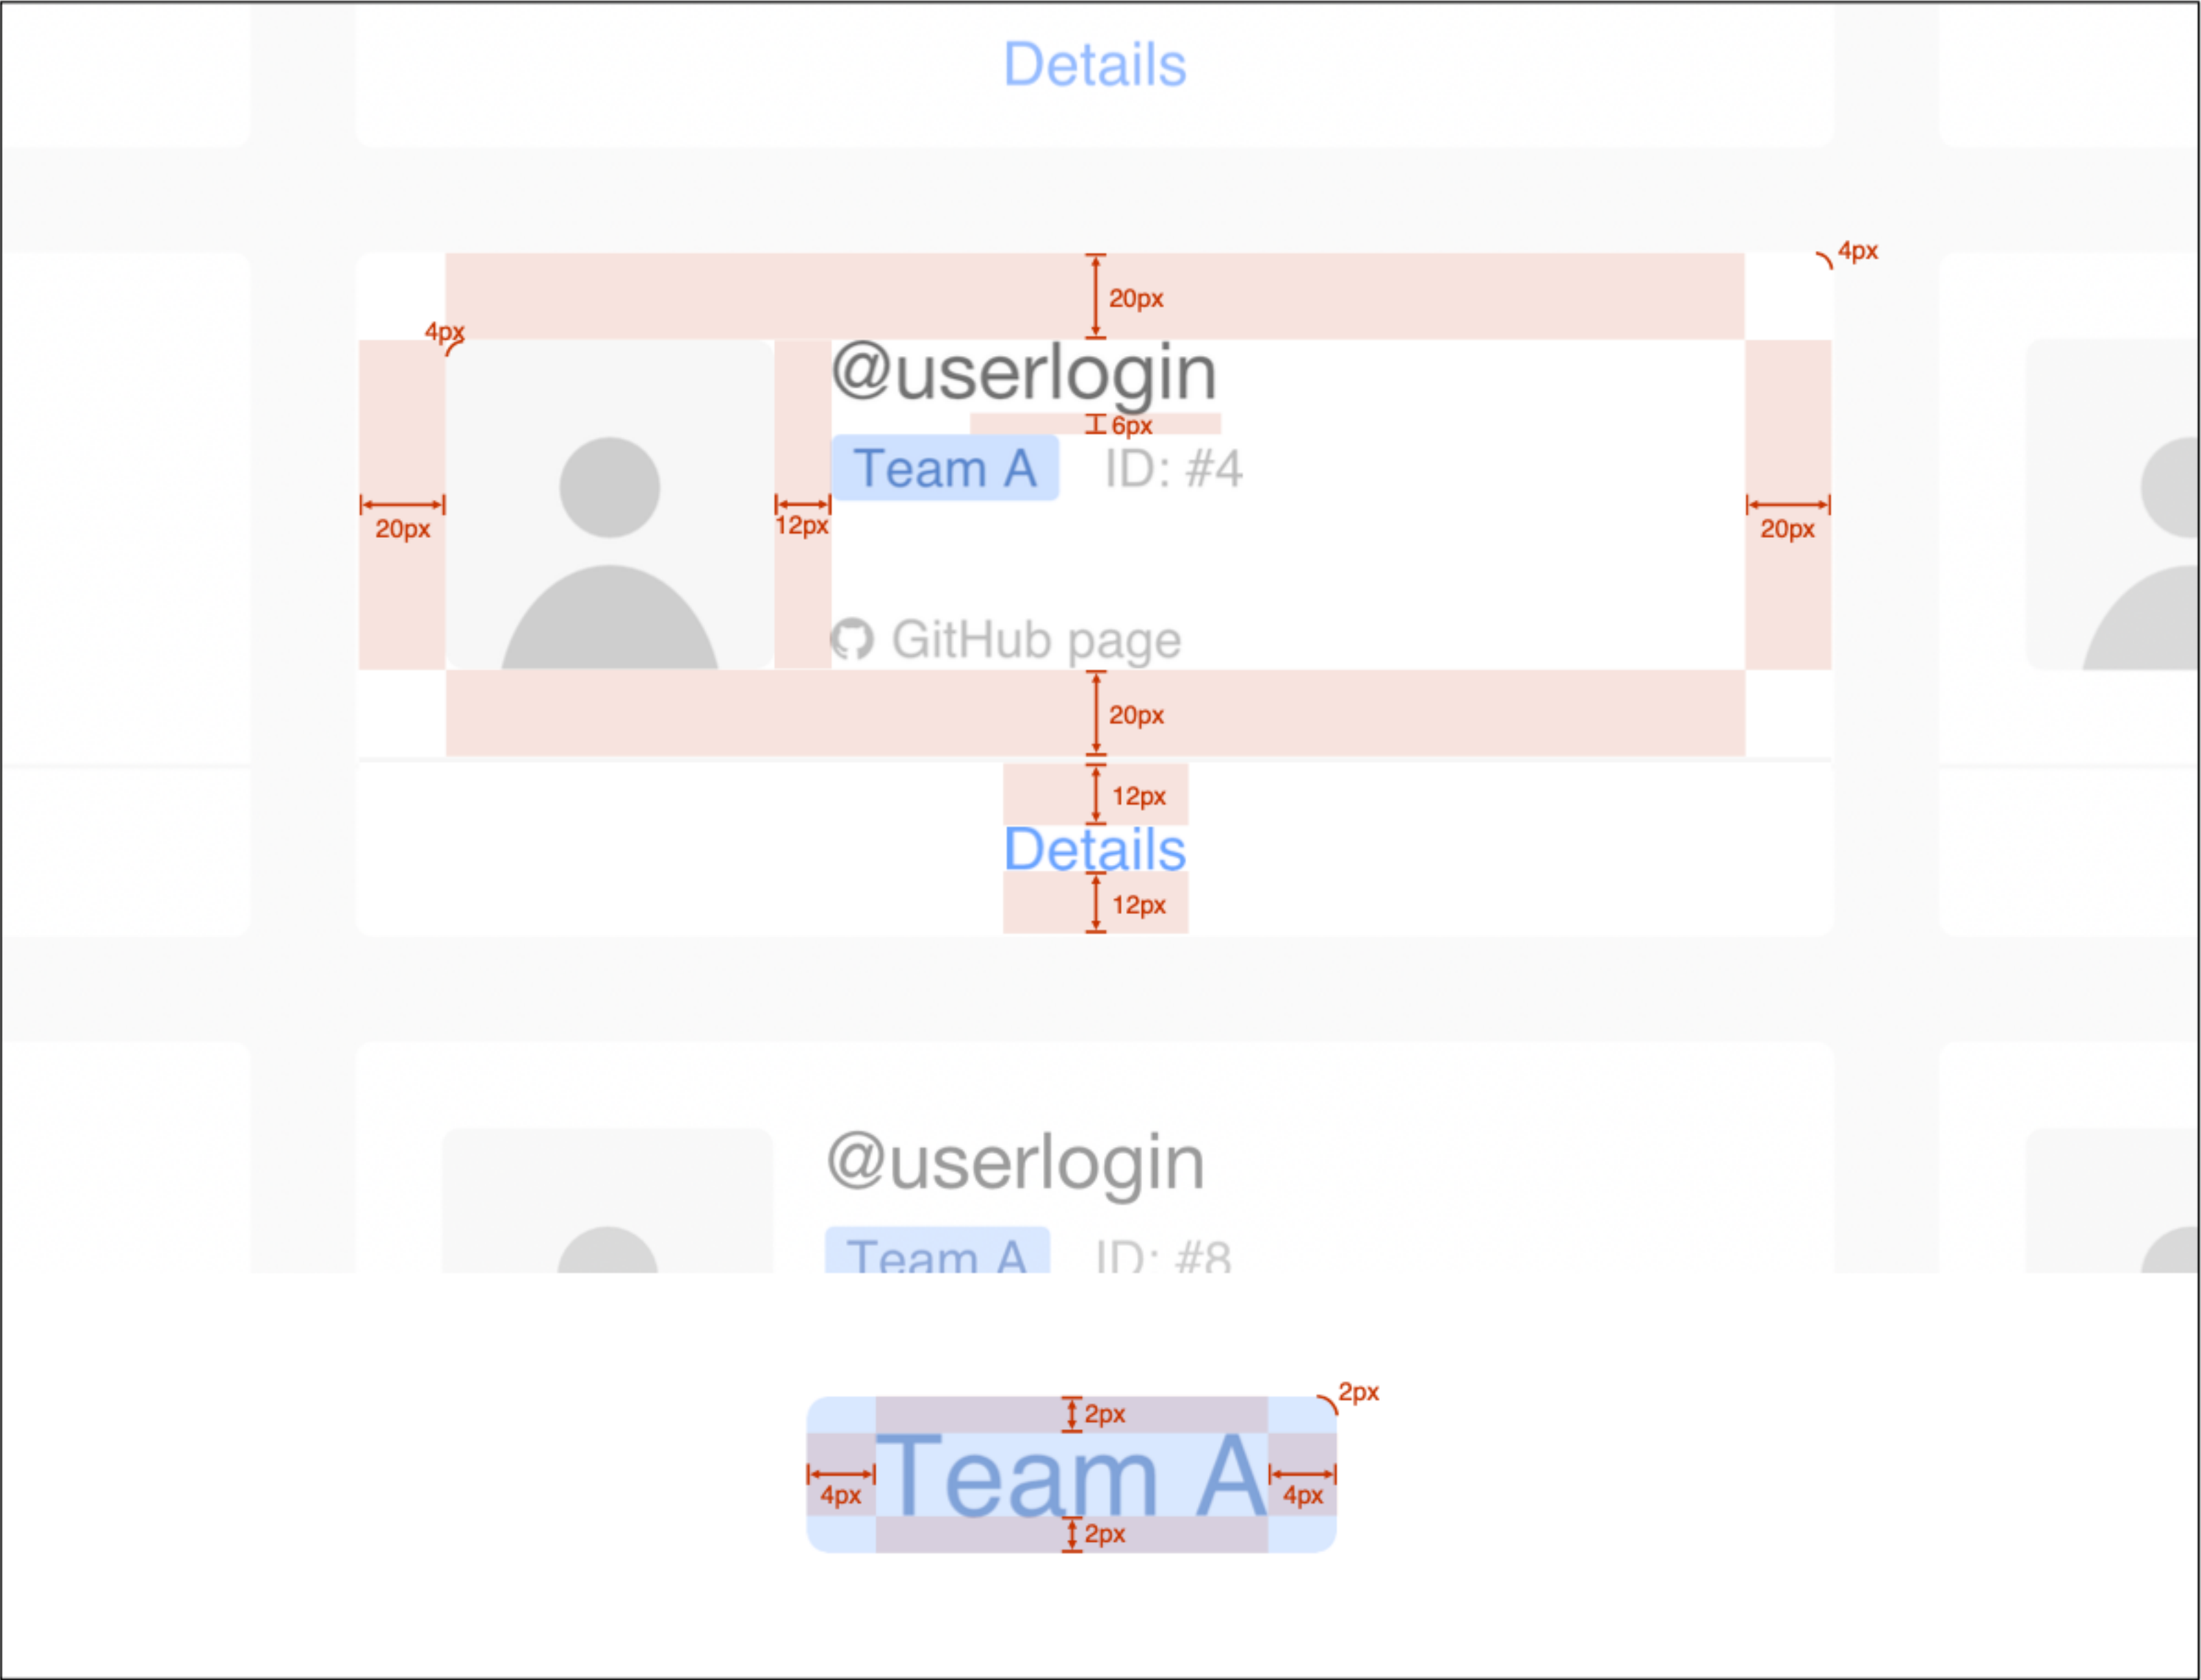 Details
4px
20px
4px
@userlogin
6px
Team A ID: #4
20px 12px 20px
GitHub page
20px
12px
Details
12px
@userlogin
Team A ID: #8
2px
2px
Team A
4px 4px
2px